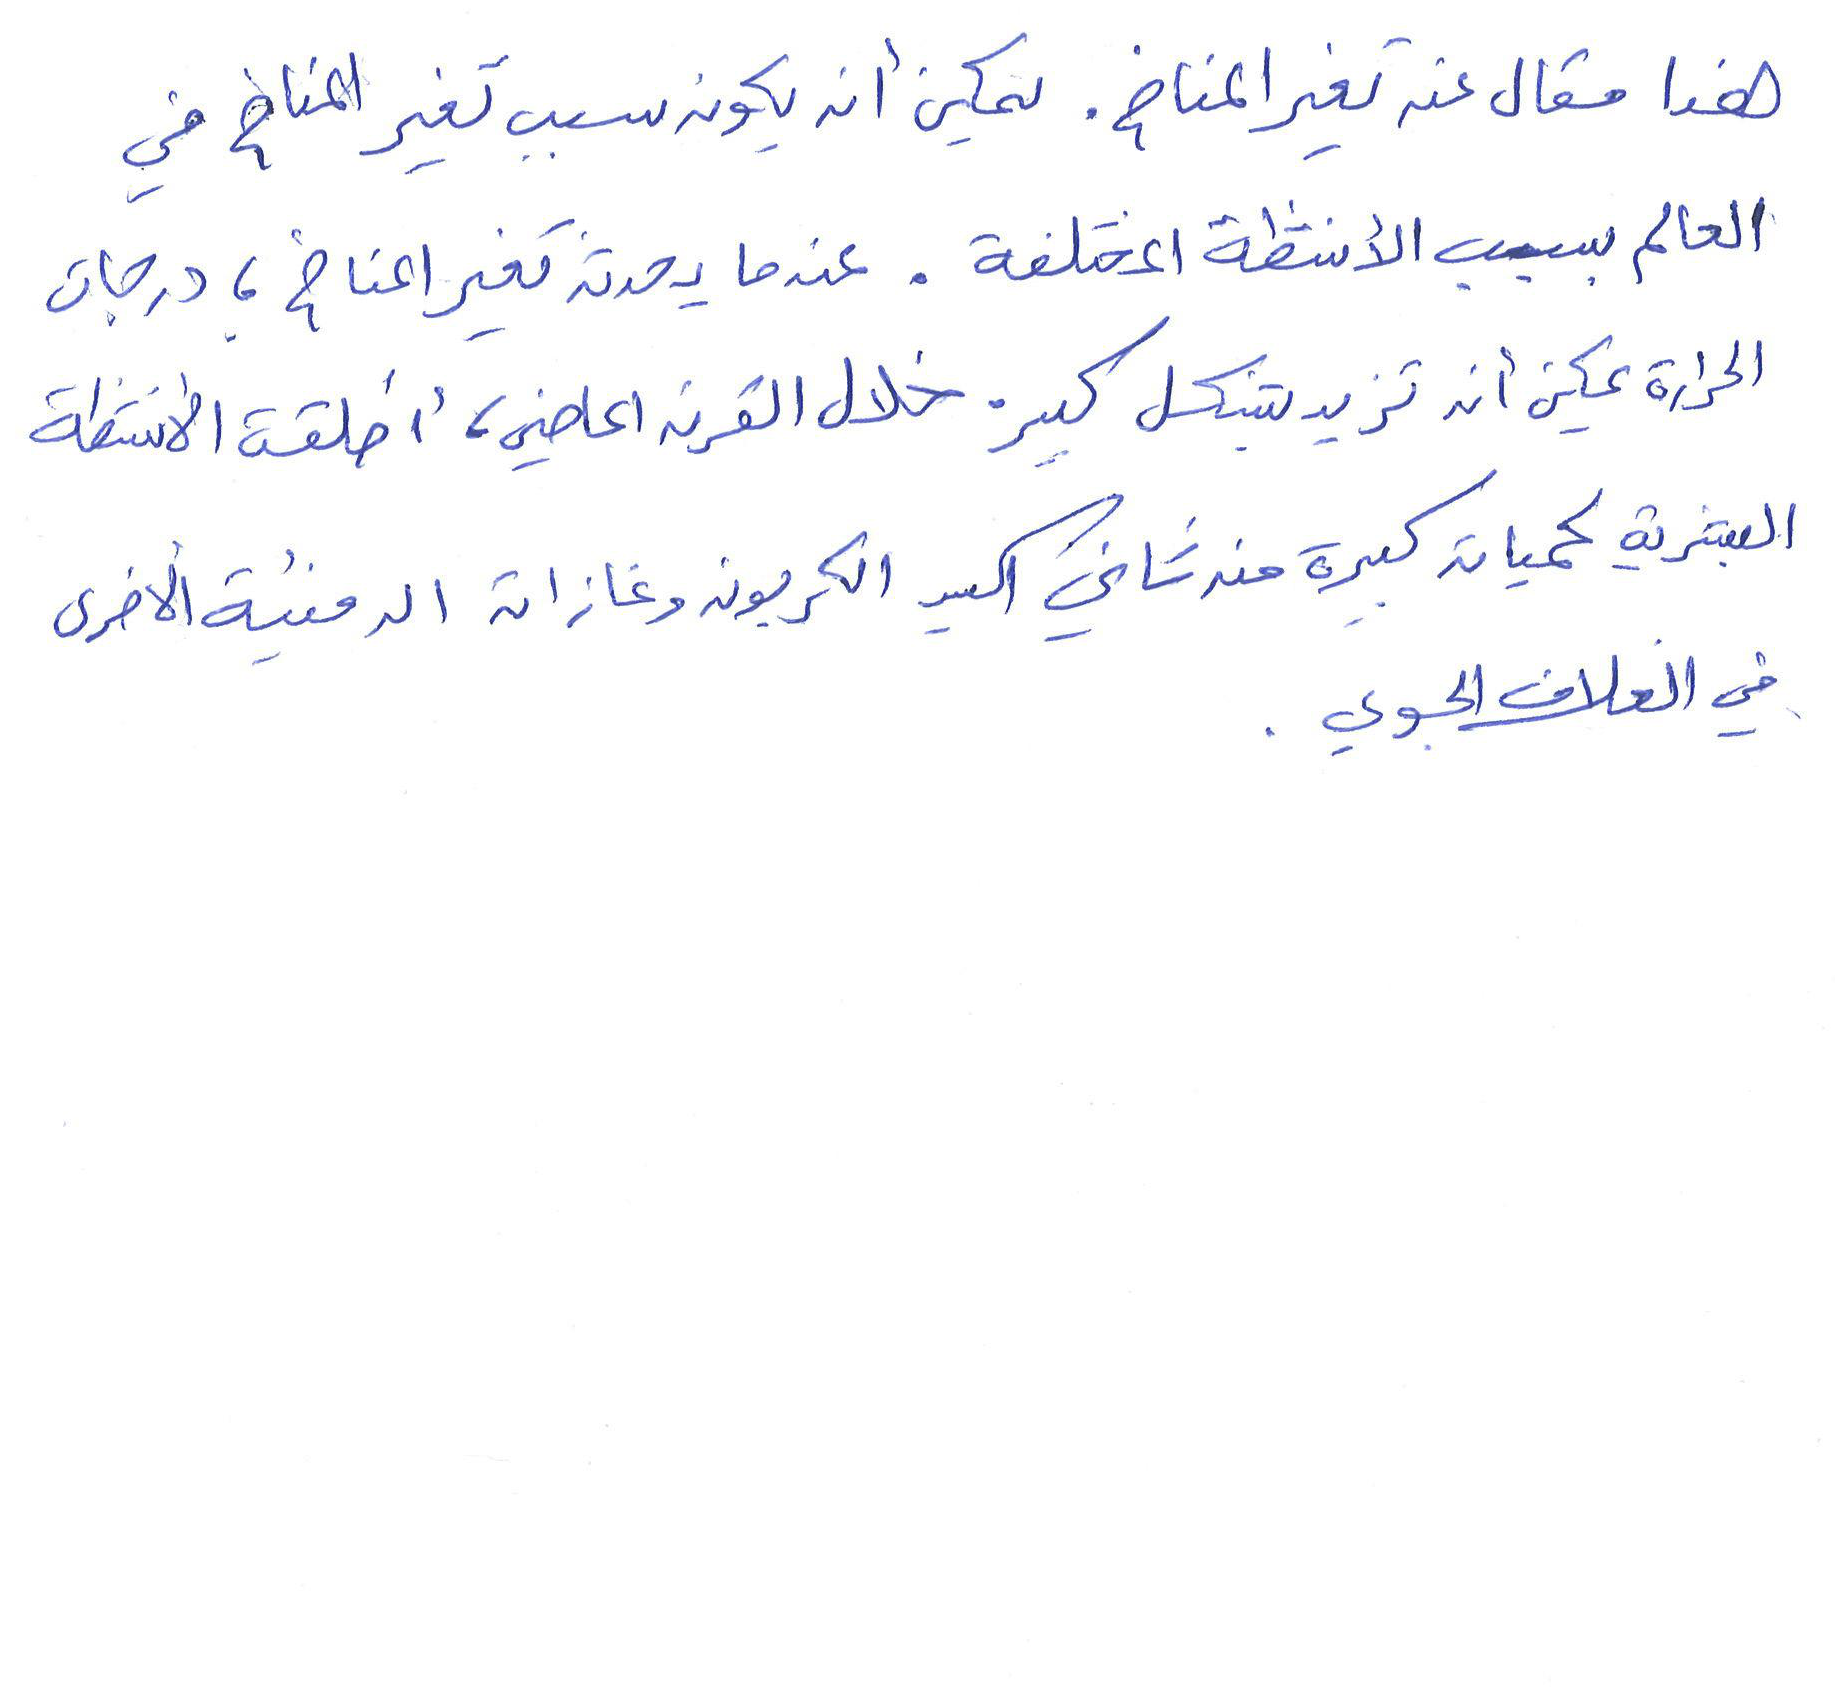 هذا مقال عن تغير المناخ. يمكن أن يكون سبب تغير المناخ في
العالم بسبب الأنشطة المختلفة. عندما يحدث تغير المناخ، درجات
الحرارة يمكن أن تزيد بشكل كبير. خلال القرن الماضي، أطلقت الأنشطة
البشرية كميات كبيرة من ثاني أكسيد الكربون وغازات الدفيئة الأخرى
في الغلاف الجوي.